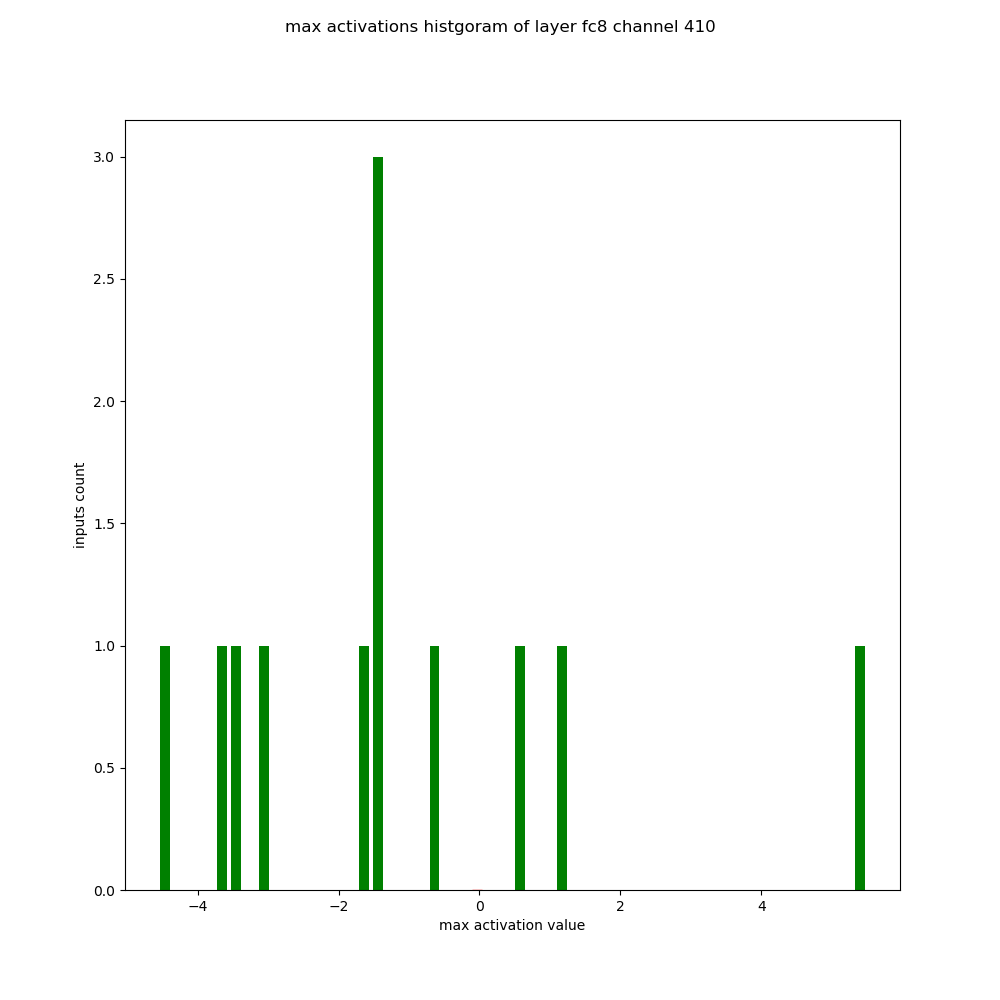 max activations histgoram of layer fc8 channel 410
3.0
2.5
2.0
1.5
1.0
0.5
0.0
inputs count
−4 −2 0 2 4
max activation value